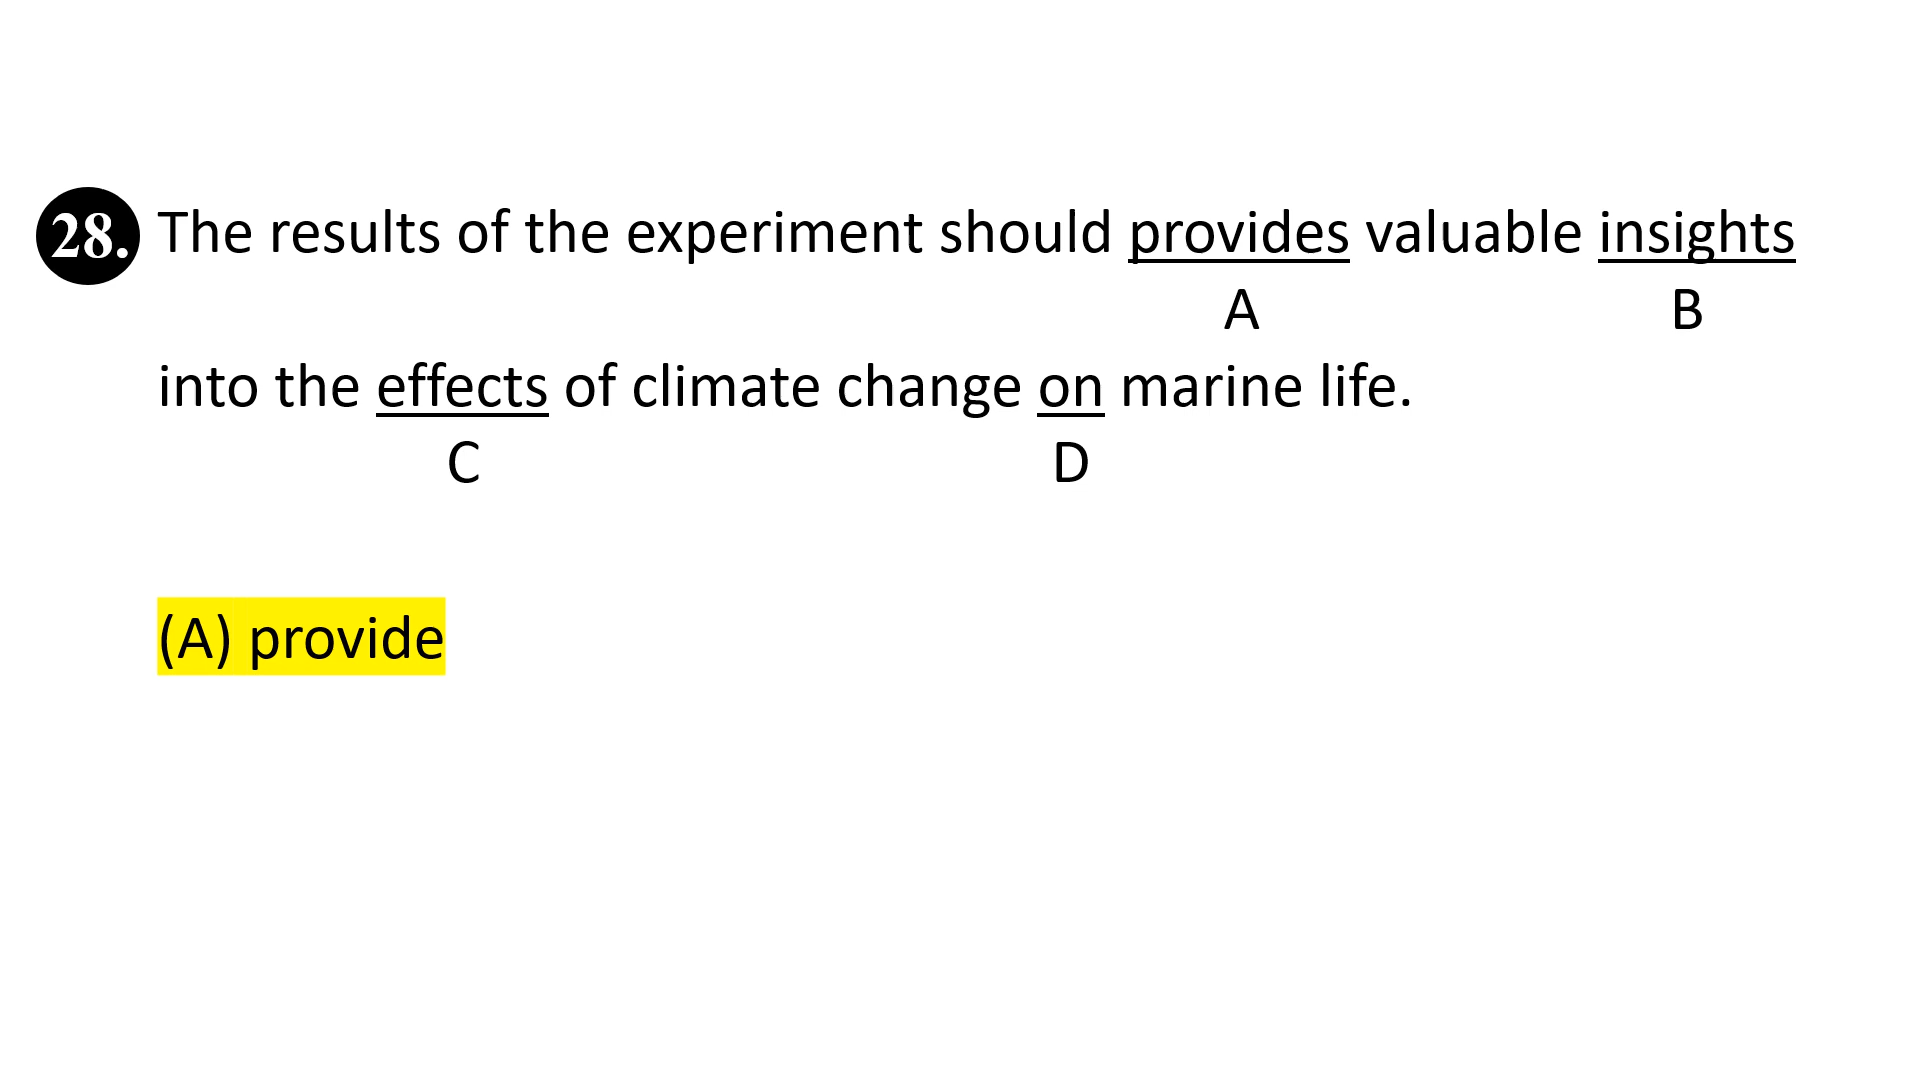 28. The results of the experiment should provides valuable insights
A B
into the effects of climate change on marine life.
C D
(A) provide